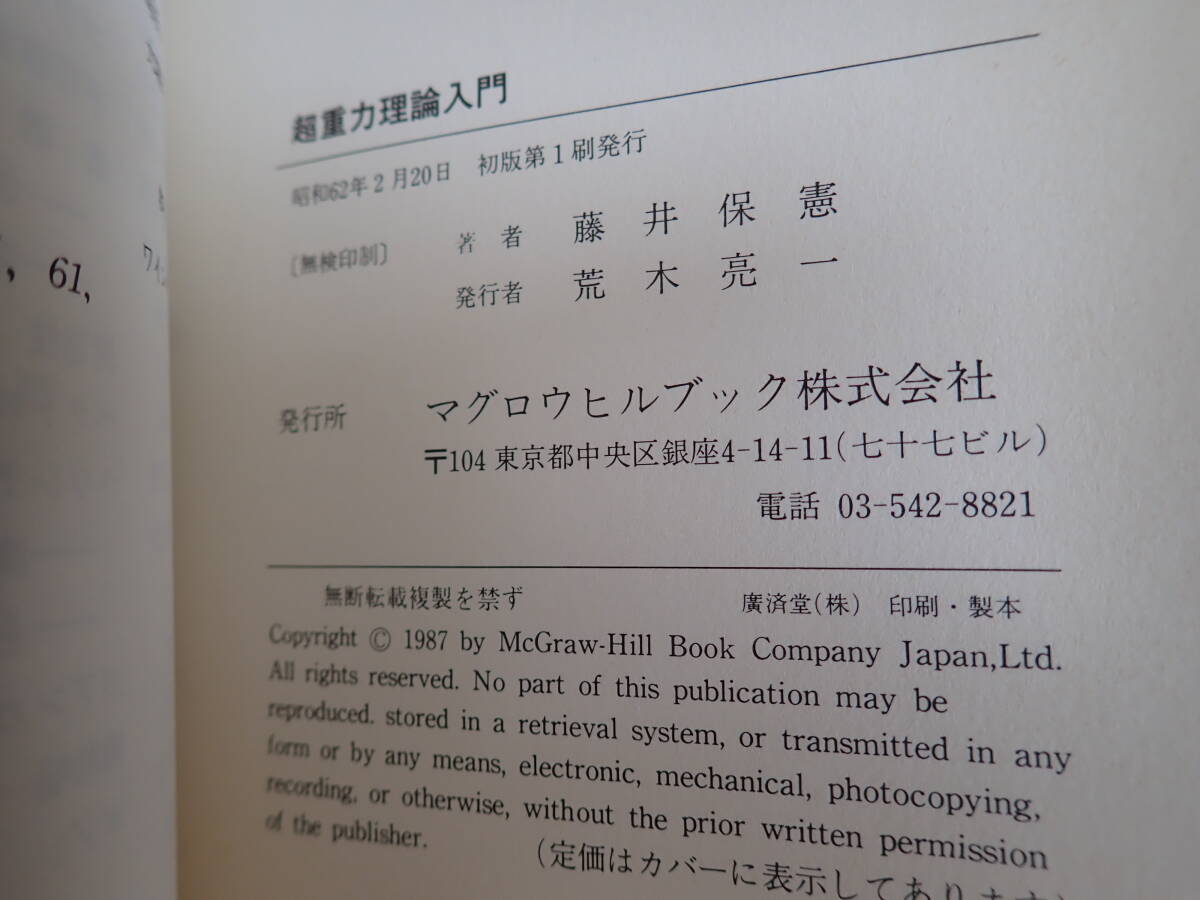 超重力理論入門
昭和62年2月20日 初版第1刷発行
〔無検印制〕 著者 藤井保憲
発行者 荒木亮一
発行所 マグロウヒルブック株式会社
〒104 東京都中央区銀座4-14-11(七十七ビル)
電話 03-542-8821
無断転載複製を禁ず 廣済堂(株) 印刷・製本
Copyright © 1987 by McGraw-Hill Book Company Japan,Ltd.
All rights reserved. No part of this publication may be
reproduced. stored in a retrieval system, or transmitted in any
form or by any means, electronic, mechanical, photocopying,
recording, or otherwise, without the prior written permission
of the publisher.
(定価はカバーに表示してあります)
, 61,